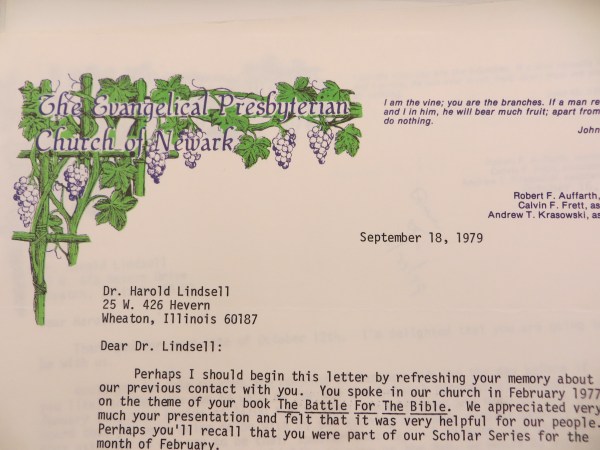 The Evangelical Presbyterian
Church of Newark
I am the vine; you are the branches. If a man re
and I in him, he will bear much fruit; apart from
do nothing.
John
Robert F. Auffarth,
Calvin F. Frett, as
Andrew T. Krasowski, as
September 18, 1979
Dr. Harold Lindsell
25 W. 426 Hevern
Wheaton, Illinois 60187
Dear Dr. Lindsell:
Perhaps I should begin this letter by refreshing your memory about
our previous contact with you. You spoke in our church in February 1977
on the theme of your book The Battle For The Bible. We appreciated very
much your presentation and felt that it was very helpful for our people.
Perhaps you'll recall that you were part of our Scholar Series for the
month of February.